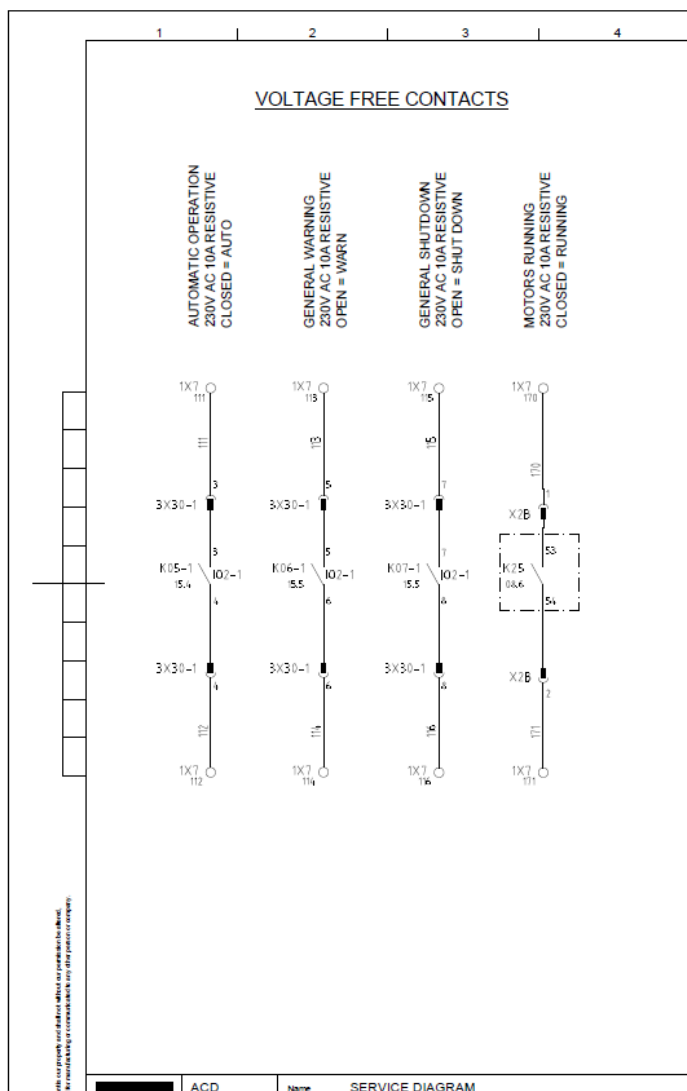 1 2 3 4
VOLTAGE FREE CONTACTS
AUTOMATIC OPERATION
230V AC 10A RESISTIVE
CLOSED = AUTO
GENERAL WARNING
230V AC 10A RESISTIVE
OPEN = WARN
GENERAL SHUTDOWN
230V AC 10A RESISTIVE
OPEN = SHUT DOWN
MOTORS RUNNING
230V AC 10A RESISTIVE
CLOSED = RUNNING
1X7 1X7 1X7 1X7
111 113 115 170
111 113 115 170
3 5 7 1
3X30-1 3X30-1 3X30-1 X2B
3 5 7 53
K05-1 IO2-1 K06-1 IO2-1 K07-1 IO2-1 K25
15.4 15.5 15.5 08.6
4 6 8 54
3X30-1 3X30-1 3X30-1 X2B
4 6 8 2
112 114 116 171
1X7 1X7 1X7 1X7
112 114 116 171
ACD Name SERVICE DIAGRAM